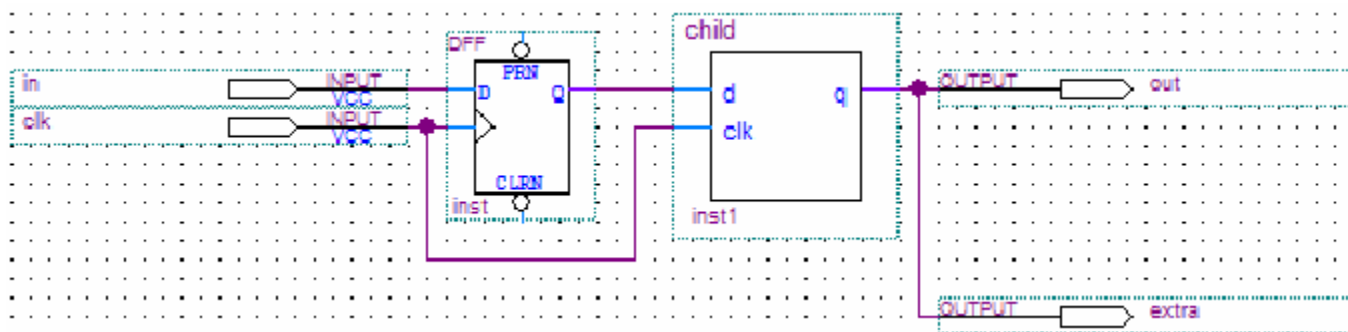 child
DFF
in
INPUT
VCC
PRN
D
Q
d
q
OUTPUT
out
clk
INPUT
VCC
clk
CLRN
inst
inst1
OUTPUT
extra